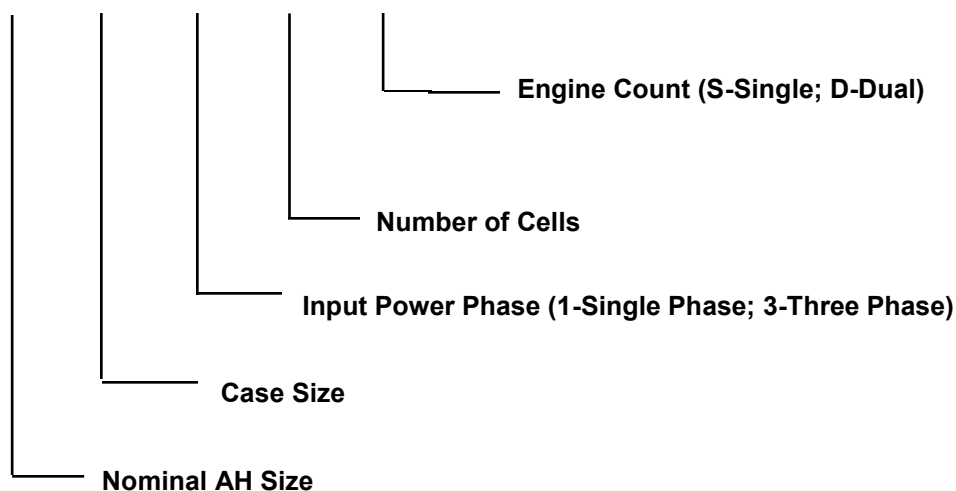 Engine Count (S-Single; D-Dual)
Number of Cells
Input Power Phase (1-Single Phase; 3-Three Phase)
Case Size
Nominal AH Size